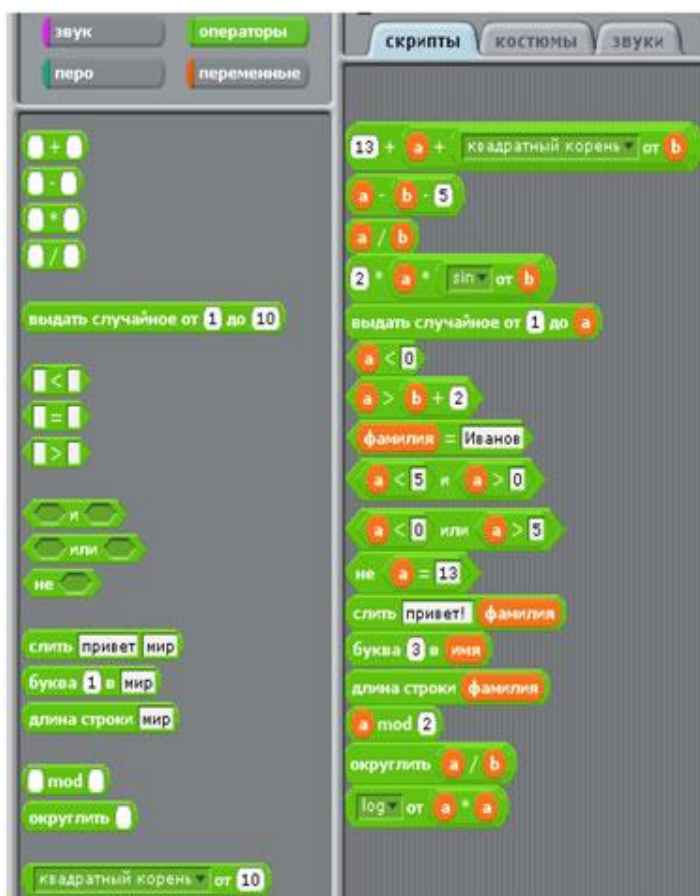 звук операторы
перо переменные
+
-
*
/
выдать случайное от 1 до 10
<
=
>
и
или
не
слить привет мир
буква 1 в мир
длина строки мир
mod
округлить
квадратный корень от 10
скрипты костюмы звуки
13 + a + квадратный корень от b
a - b - 5
a / b
2 * a * sin от b
выдать случайное от 1 до a
a < 0
a > b + 2
фамилия = Иванов
a < 5 и a > 0
a < 0 или a > 5
не a = 13
слить привет! фамилия
буква 3 в имя
длина строки фамилия
a mod 2
округлить a / b
log от a * a